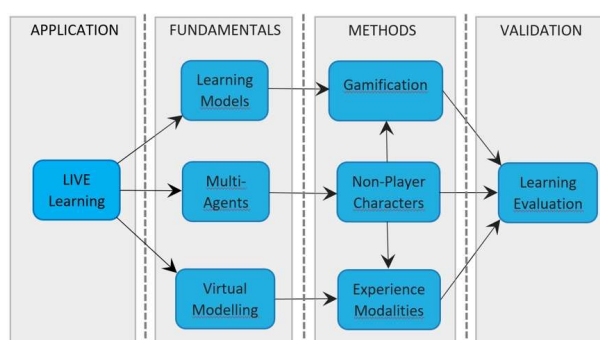 APPLICATION
FUNDAMENTALS
METHODS
VALIDATION
Learning
Models
Gamification
LIVE
Learning
Multi-
Agents
Non-Player
Characters
Learning
Evaluation
Virtual
Modelling
Experience
Modalities